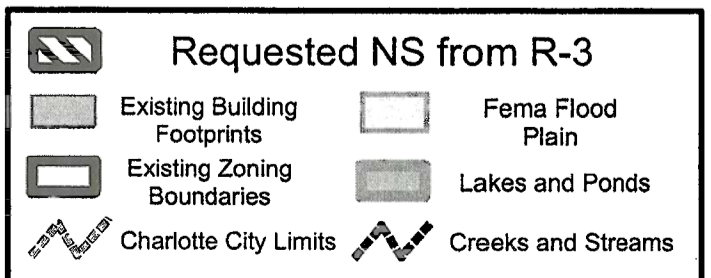 Requested NS from R-3
Existing Building
Footprints
Fema Flood
Plain
Existing Zoning
Boundaries
Lakes and Ponds
Charlotte City Limits
Creeks and Streams